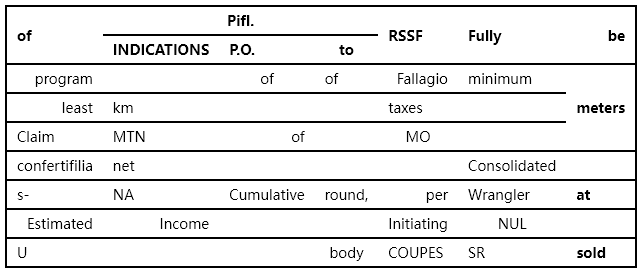 of Pifl. RSSF Fully be
INDICATIONS P.O. to
program of of Fallagio minimum
least km taxes meters
Claim MTN of MO
confertifilia net Consolidated
s- NA Cumulative round, per Wrangler at
Estimated Income Initiating NUL
U body COUPES SR sold